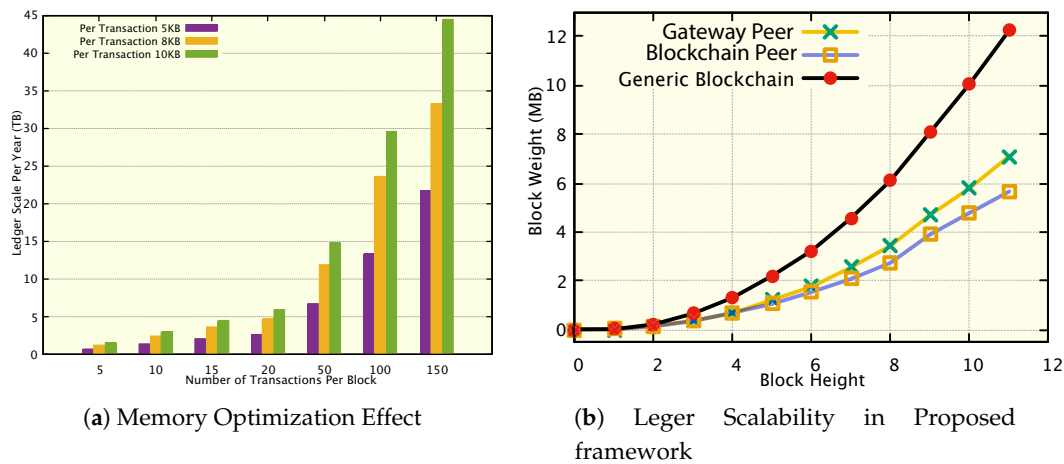 Ledger Scale Per Year (TB)
45
40
35
30
25
20
15
10
5
0
Per Transaction 5KB
Per Transaction 8KB
Per Transaction 10KB
5 10 15 20 50 100 150
Number of Transactions Per Block
(a) Memory Optimization Effect
Block Weight (MB)
12
10
8
6
4
2
0
Gateway Peer
Blockchain Peer
Generic Blockchain
0 2 4 6 8 10 12
Block Height
(b) Leger Scalability in Proposed
framework